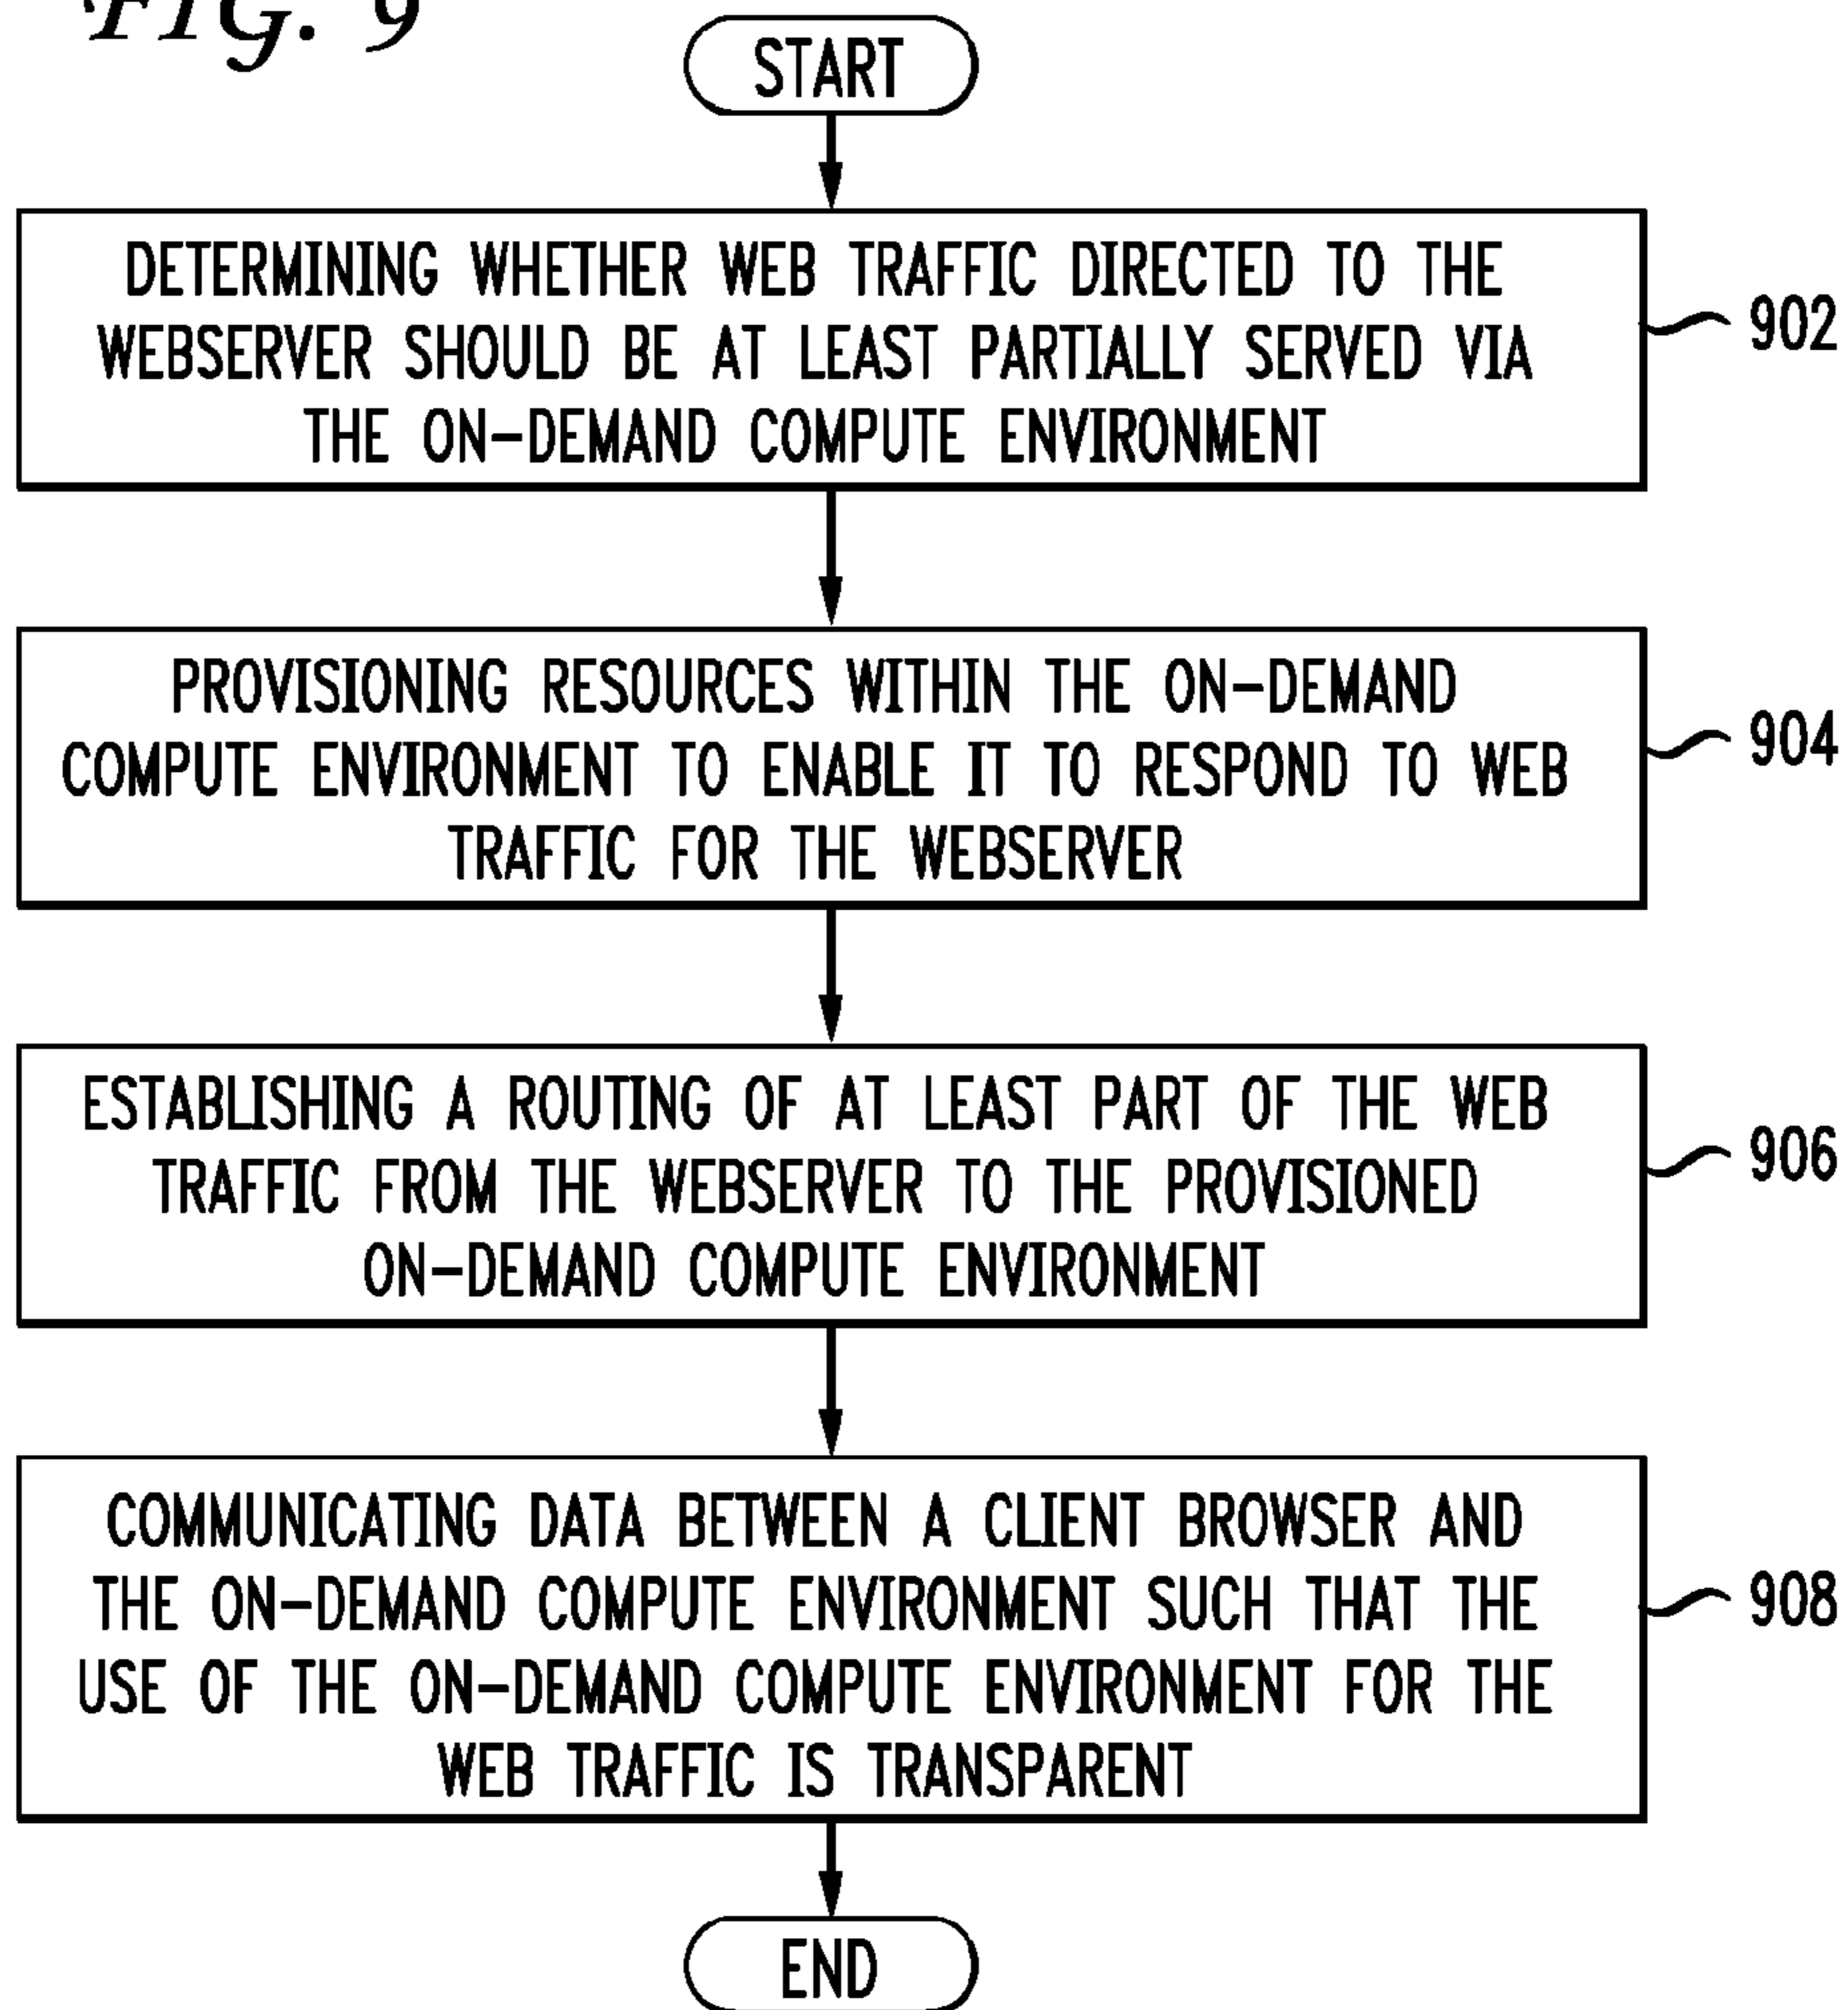 FIG. 9
START
DETERMINING WHETHER WEB TRAFFIC DIRECTED TO THE
WEBSERVER SHOULD BE AT LEAST PARTIALLY SERVED VIA
THE ON-DEMAND COMPUTE ENVIRONMENT
902
PROVISIONING RESOURCES WITHIN THE ON-DEMAND
COMPUTE ENVIRONMENT TO ENABLE IT TO RESPOND TO WEB
TRAFFIC FOR THE WEBSERVER
904
ESTABLISHING A ROUTING OF AT LEAST PART OF THE WEB
TRAFFIC FROM THE WEBSERVER TO THE PROVISIONED
ON-DEMAND COMPUTE ENVIRONMENT
906
COMMUNICATING DATA BETWEEN A CLIENT BROWSER AND
THE ON-DEMAND COMPUTE ENVIRONMENT SUCH THAT THE
USE OF THE ON-DEMAND COMPUTE ENVIRONMENT FOR THE
WEB TRAFFIC IS TRANSPARENT
908
END